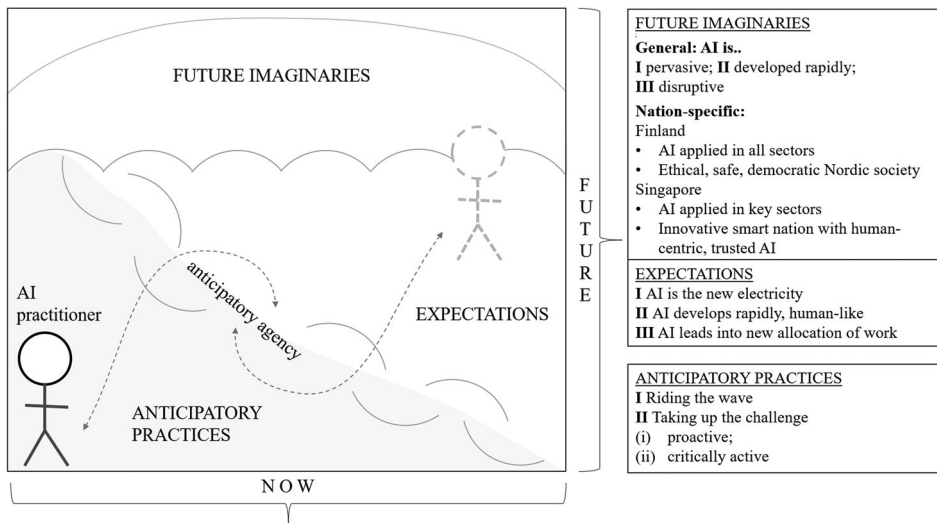 FUTURE IMAGINARIES
AI
practitioner
anticipatory agency
EXPECTATIONS
ANTICIPATORY
PRACTICES
N O W
F
U
T
U
R
E
FUTURE IMAGINARIES
General: AI is..
I pervasive; II developed rapidly;
III disruptive
Nation-specific:
Finland
• AI applied in all sectors
• Ethical, safe, democratic Nordic society
Singapore
• AI applied in key sectors
• Innovative smart nation with human-
centric, trusted AI
EXPECTATIONS
I AI is the new electricity
II AI develops rapidly, human-like
III AI leads into new allocation of work
ANTICIPATORY PRACTICES
I Riding the wave
II Taking up the challenge
(i) proactive;
(ii) critically active